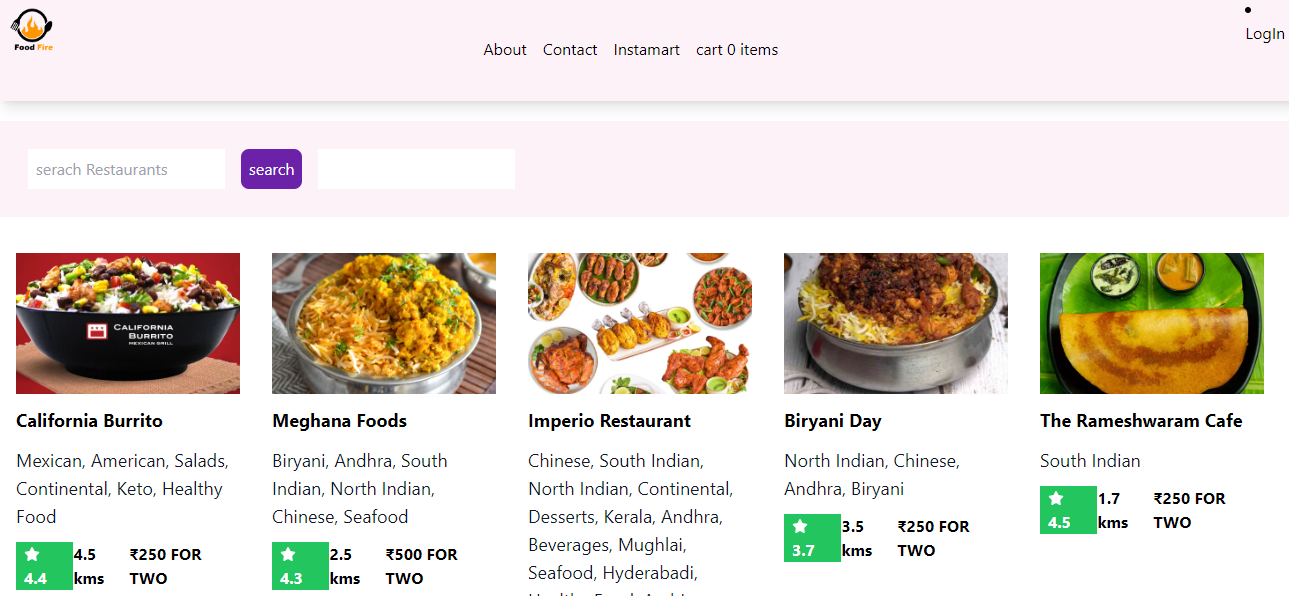 Food Fire
About Contact Instamart cart 0 items
LogIn
serach Restaurants search
CALIFORNIA
BURRITO
MEXICAN GRILL
California Burrito
Mexican, American, Salads,
Continental, Keto, Healthy
Food
4.4
4.5
kms
₹250 FOR
TWO
Meghana Foods
Biryani, Andhra, South
Indian, North Indian,
Chinese, Seafood
4.3
2.5
kms
₹500 FOR
TWO
Imperio Restaurant
Chinese, South Indian,
North Indian, Continental,
Desserts, Kerala, Andhra,
Beverages, Mughlai,
Seafood, Hyderabadi,
Biryani Day
North Indian, Chinese,
Andhra, Biryani
3.7
3.5
kms
₹250 FOR
TWO
The Rameshwaram Cafe
South Indian
4.5
1.7
kms
₹250 FOR
TWO